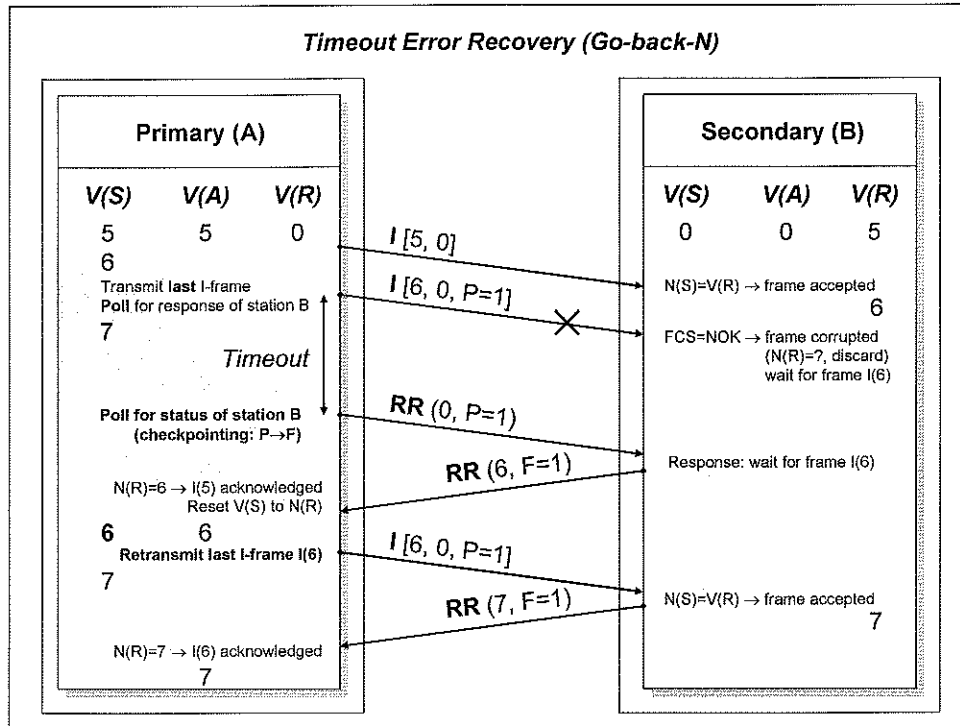 Timeout Error Recovery (Go-back-N)
Primary (A)
Secondary (B)
V(S) V(A) V(R)
V(S) V(A) V(R)
5 5 0
0 0 5
I [5, 0]
6
Transmit last I-frame
Poll for response of station B
I [6, 0, P=1]
N(S)=V(R) → frame accepted
6
7
FCS=NOK → frame corrupted
(N(R)=?, discard)
wait for frame I(6)
Timeout
Poll for status of station B
(checkpointing: P→F)
RR (0, P=1)
Response: wait for frame I(6)
RR (6, F=1)
N(R)=6 → I(5) acknowledged
Reset V(S) to N(R)
6 6
Retransmit last I-frame I(6)
I [6, 0, P=1]
7
N(S)=V(R) → frame accepted
7
RR (7, F=1)
N(R)=7 → I(6) acknowledged
7